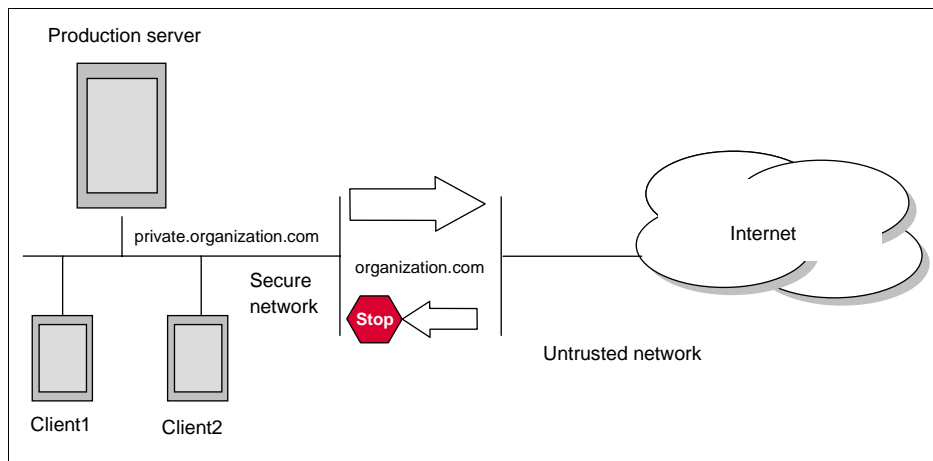 Production server
private.organization.com
Secure
network
organization.com
Stop
Internet
Untrusted network
Client1
Client2